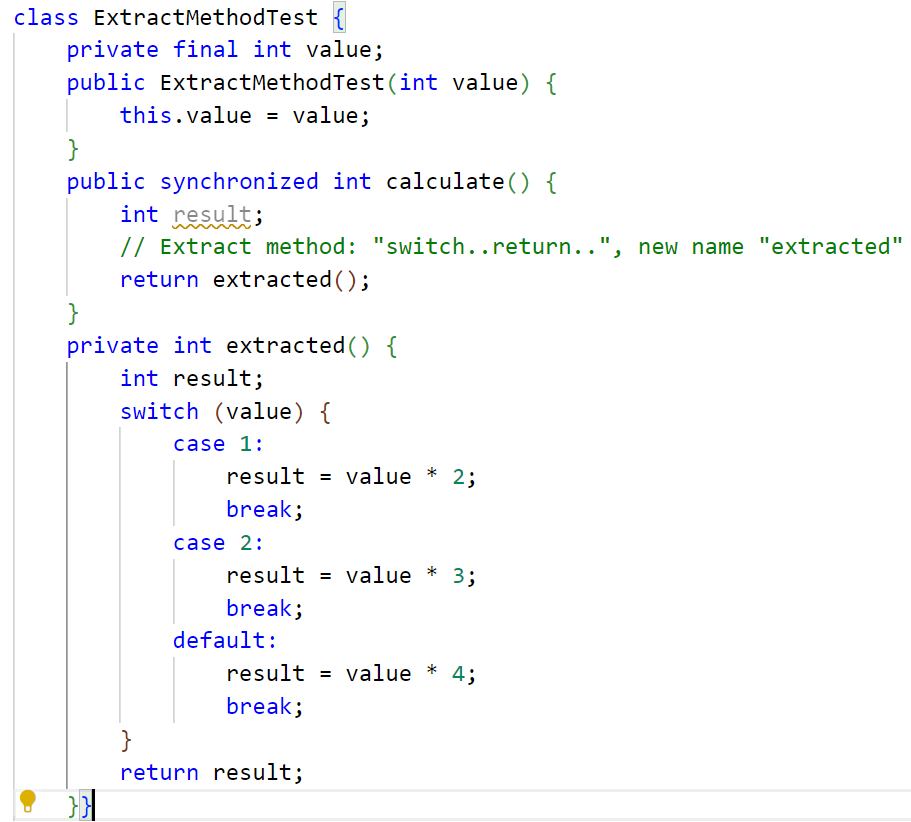 class ExtractMethodTest {
    private final int value;
    public ExtractMethodTest(int value) {
        this.value = value;
    }
    public synchronized int calculate() {
        int result;
        // Extract method: "switch..return..", new name "extracted"
        return extracted();
    }
    private int extracted() {
        int result;
        switch (value) {
            case 1:
                result = value * 2;
                break;
            case 2:
                result = value * 3;
                break;
            default:
                result = value * 4;
                break;
        }
        return result;
    }}